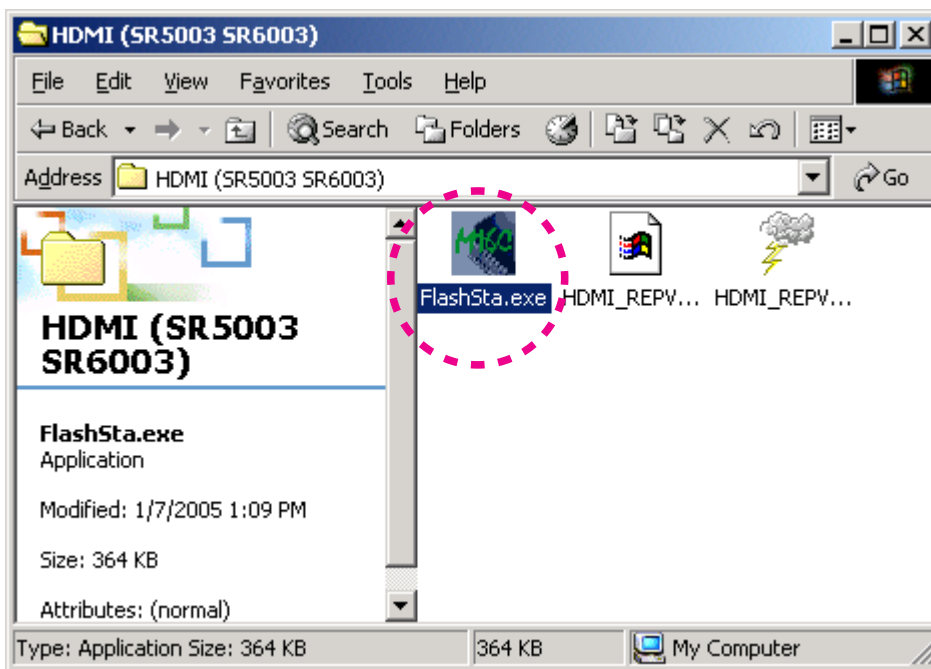 HDMI (SR5003 SR6003)
File Edit View Favorites Tools Help
Back Search Folders
Address HDMI (SR5003 SR6003) Go
M16C
FlashSta.exe HDMI_REPV... HDMI_REPV...
HDMI (SR5003
SR6003)
FlashSta.exe
Application
Modified: 1/7/2005 1:09 PM
Size: 364 KB
Attributes: (normal)
Type: Application Size: 364 KB 364 KB My Computer